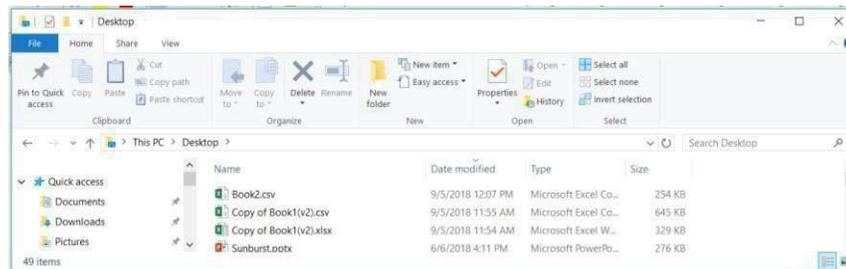 Desktop
File Home Share View
Pin to Quick access
Copy
Paste
Cut
Copy path
Paste shortcut
Clipboard
Move to
Copy to
Delete
Rename
Organize
New folder
New item
Easy access
New
Properties
Open
Edit
History
Open
Select all
Select none
Invert selection
Select
This PC > Desktop >
Search Desktop
Name Date modified Type Size
Quick access
Documents
Downloads
Pictures
Book2.csv 9/5/2018 12:07 PM Microsoft Excel Co... 254 KB
Copy of Book1(v2).csv 9/5/2018 11:55 AM Microsoft Excel Co... 645 KB
Copy of Book1(v2).xlsx 9/5/2018 11:54 AM Microsoft Excel W... 329 KB
Sunburst.pptx 6/6/2018 4:11 PM Microsoft PowerPo... 276 KB
49 items